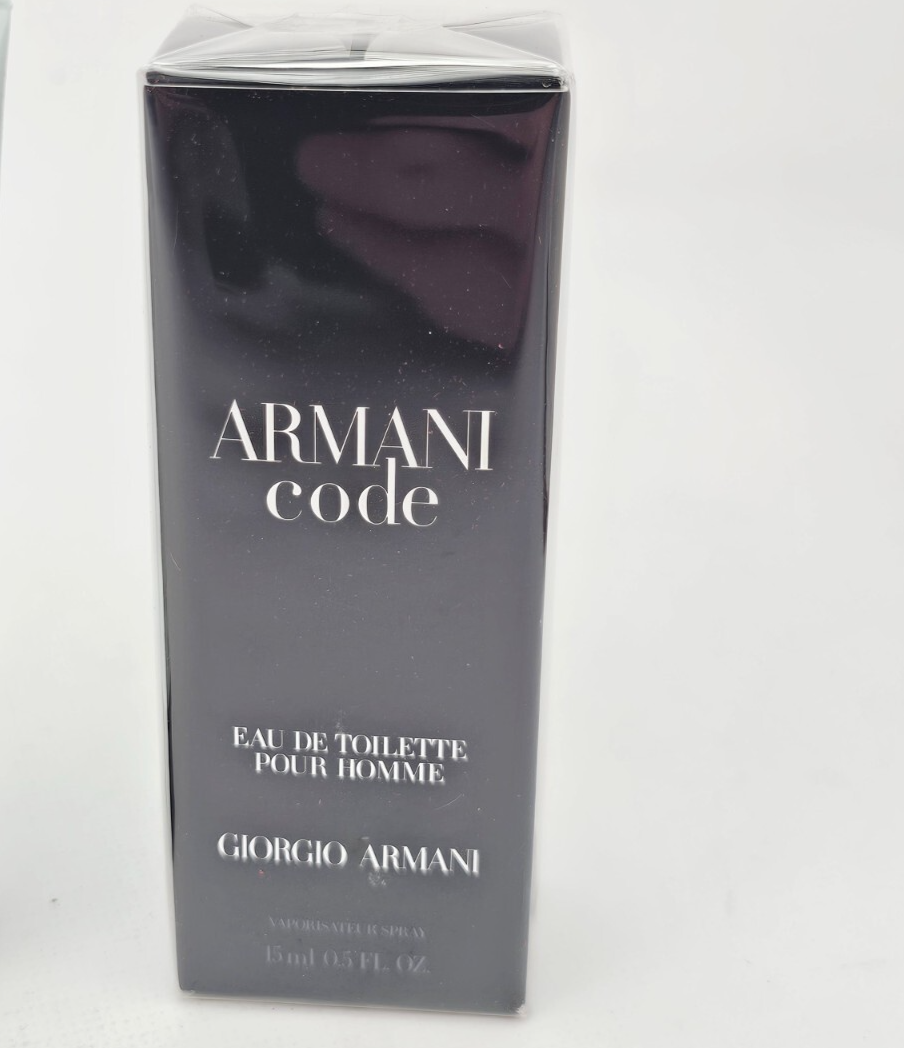 ARMANI
code
EAU DE TOILETTE
POUR HOMME
GIORGIO ARMANI
VAPORISATEUR SPRAY
15 ml 0.5 FL. OZ.